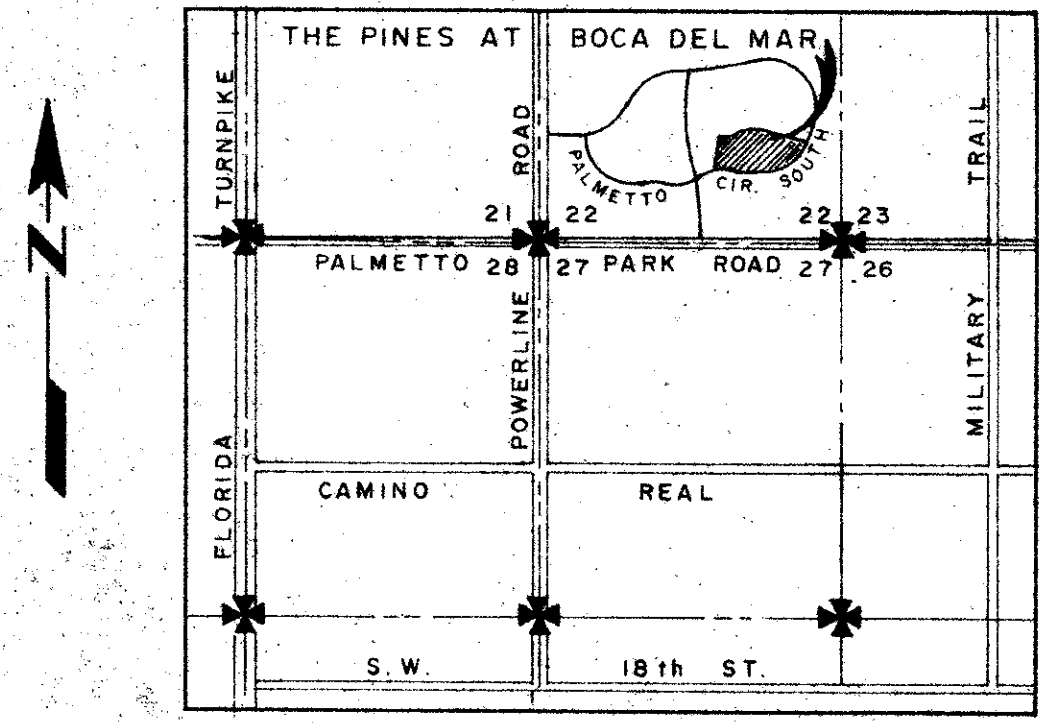 THE PINES AT BOCA DEL MAR
TURNPIKE
ROAD
TRAIL
PALMETTO CIR. SOUTH
N
21 22
22 23
PALMETTO 28 27 PARK ROAD 27 26
POWERLINE
MILITARY
FLORIDA
CAMINO REAL
S.W. 18th ST.